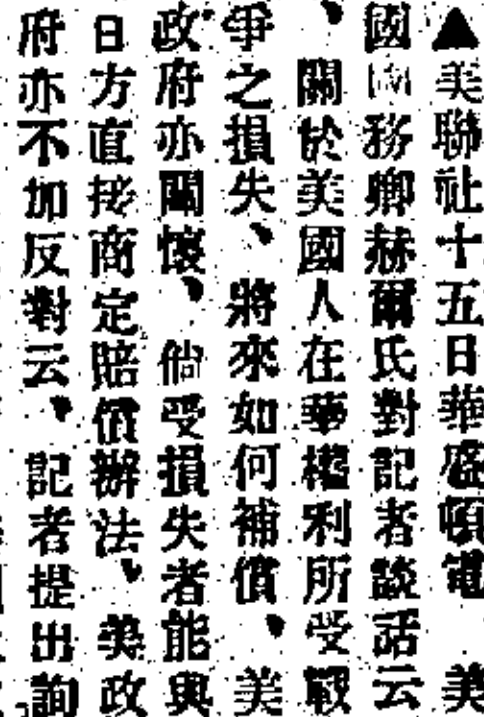 ▲美聯社十五日華盛頓電　美
國國務卿赫爾氏對記者談話云
、關於美國人在華權利所受戰
爭之損失、將來如何補償、美
政府亦關懷、倘受損失者能與
日方直接商定賠償辦法、美政
府亦不加反對云、記者提出詢